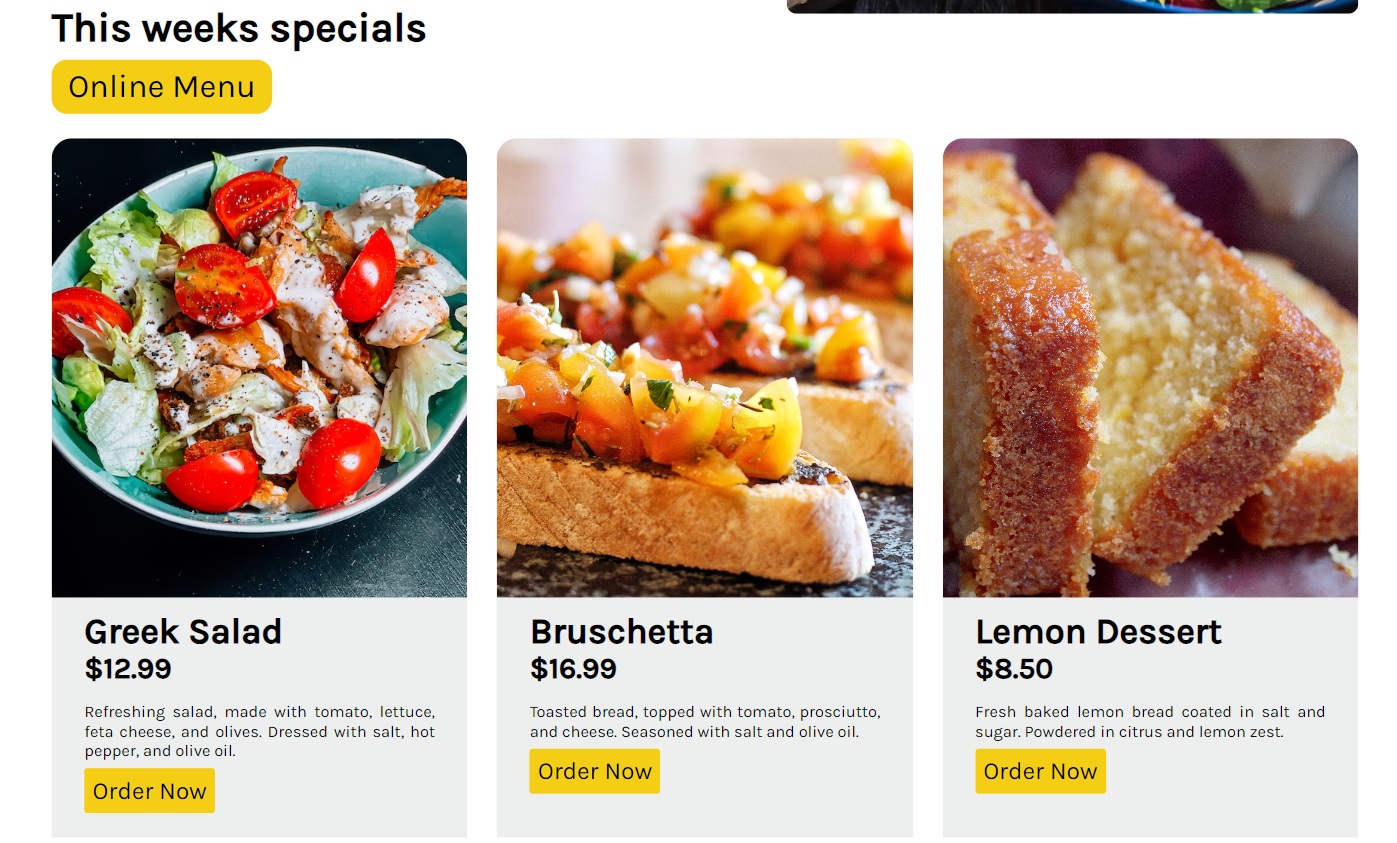 This weeks specials
Online Menu
Greek Salad
$12.99
Refreshing salad, made with tomato, lettuce,
feta cheese, and olives. Dressed with salt, hot
pepper, and olive oil.
Order Now
Bruschetta
$16.99
Toasted bread, topped with tomato, prosciutto,
and cheese. Seasoned with salt and olive oil.
Order Now
Lemon Dessert
$8.50
Fresh baked lemon bread coated in salt and
sugar. Powdered in citrus and lemon zest.
Order Now